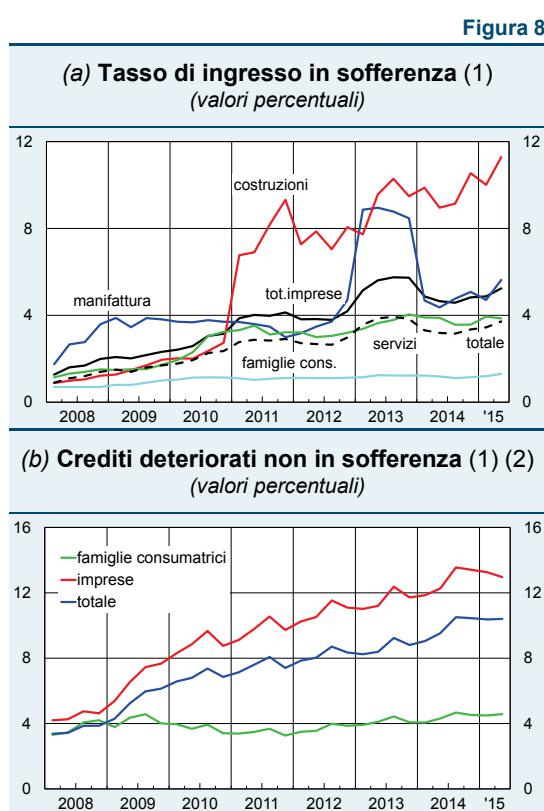 Figura 8
(a) Tasso di ingresso in sofferenza (1)
(valori percentuali)
12 12
costruzioni
8 8
manifattura
tot.imprese
4 4
servizi
totale
famiglie cons.
0 0
2008 2009 2010 2011 2012 2013 2014 '15
(b) Crediti deteriorati non in sofferenza (1) (2)
(valori percentuali)
16 16
famiglie consumatrici
imprese
totale
12 12
8 8
4 4
0 0
2008 2009 2010 2011 2012 2013 2014 '15